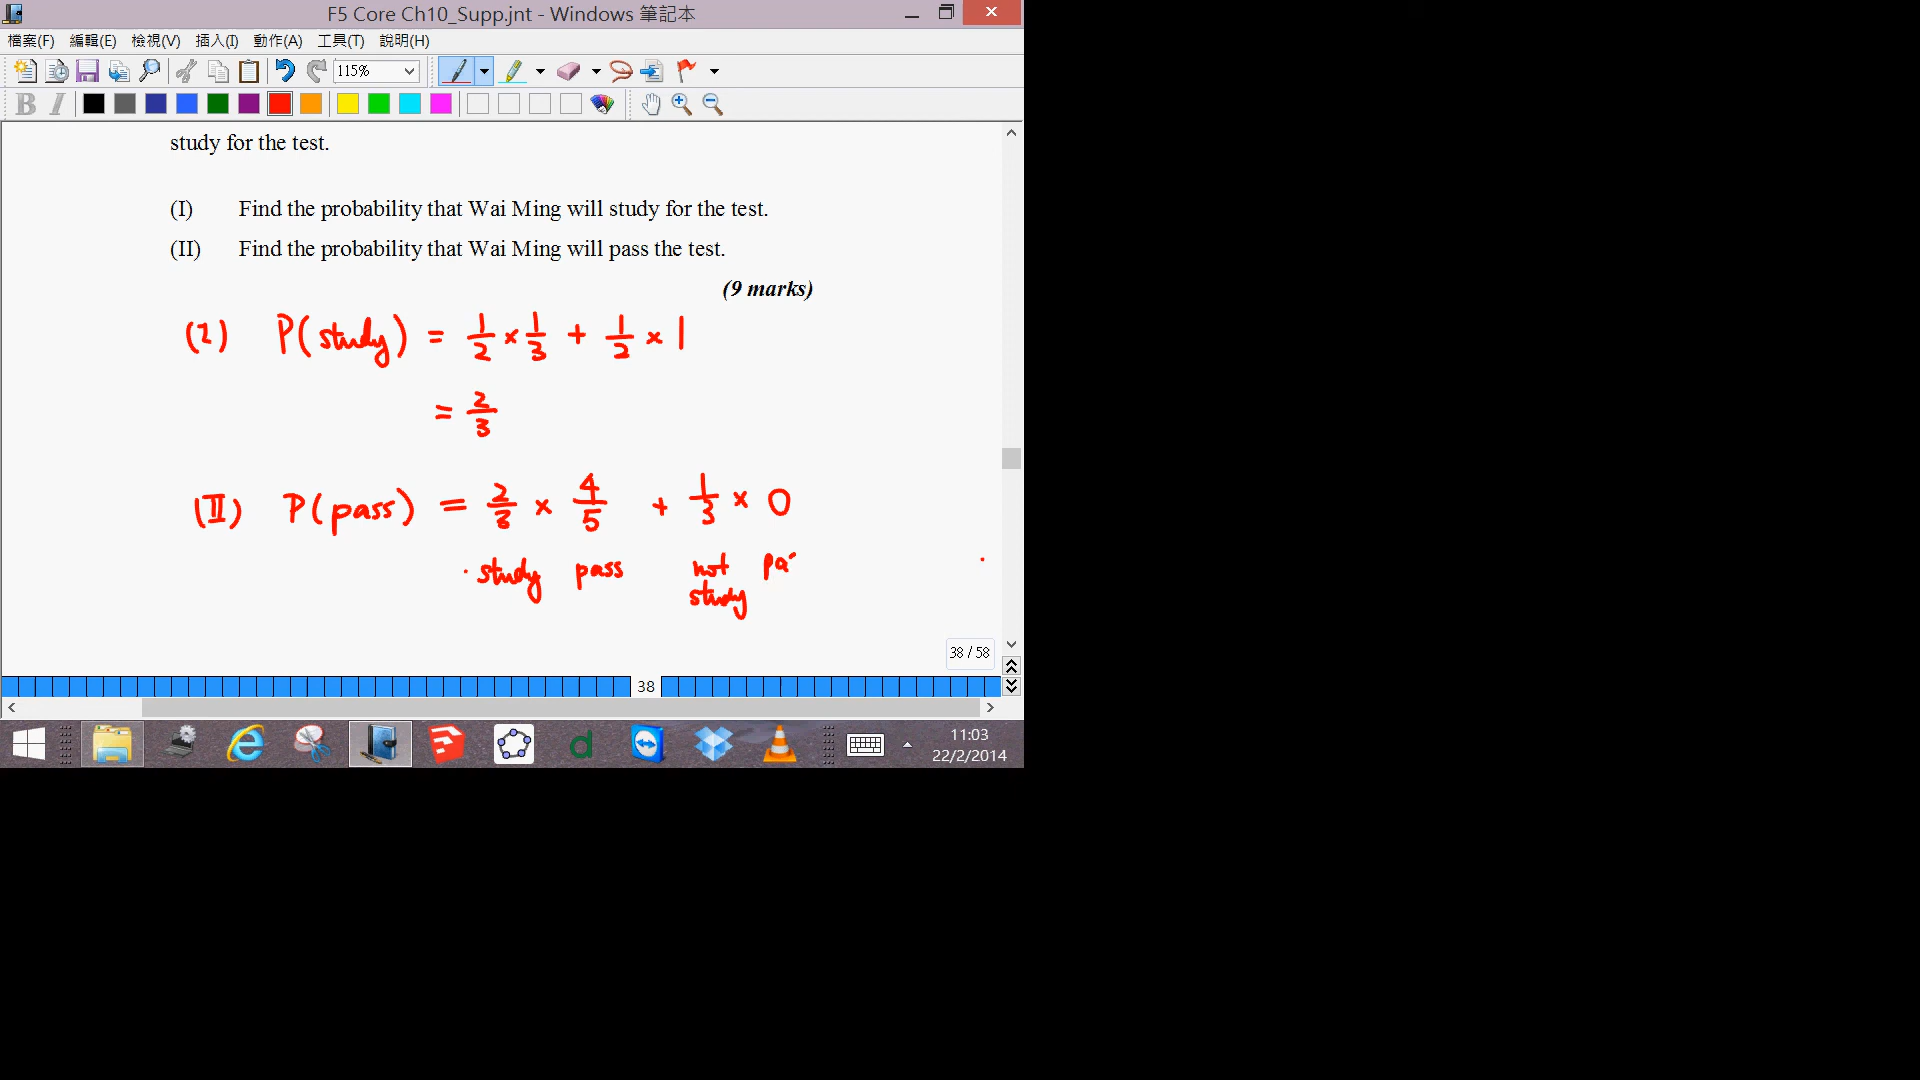 F5 Core Ch10_Supp.jnt - Windows 筆記本
檔案(F) 編輯(E) 檢視(V) 插入(I) 動作(A) 工具(T) 說明(H)
115%
B I
study for the test.
(I) Find the probability that Wai Ming will study for the test.
(II) Find the probability that Wai Ming will pass the test.
(9 marks)
(I) P(study) = 1/2 × 1/3 + 1/2 × 1
= 2/3
(II) P(pass) = 2/3 × 4/5 + 1/3 × 0
study pass not pa
study
38 / 58
38
11:03
22/2/2014